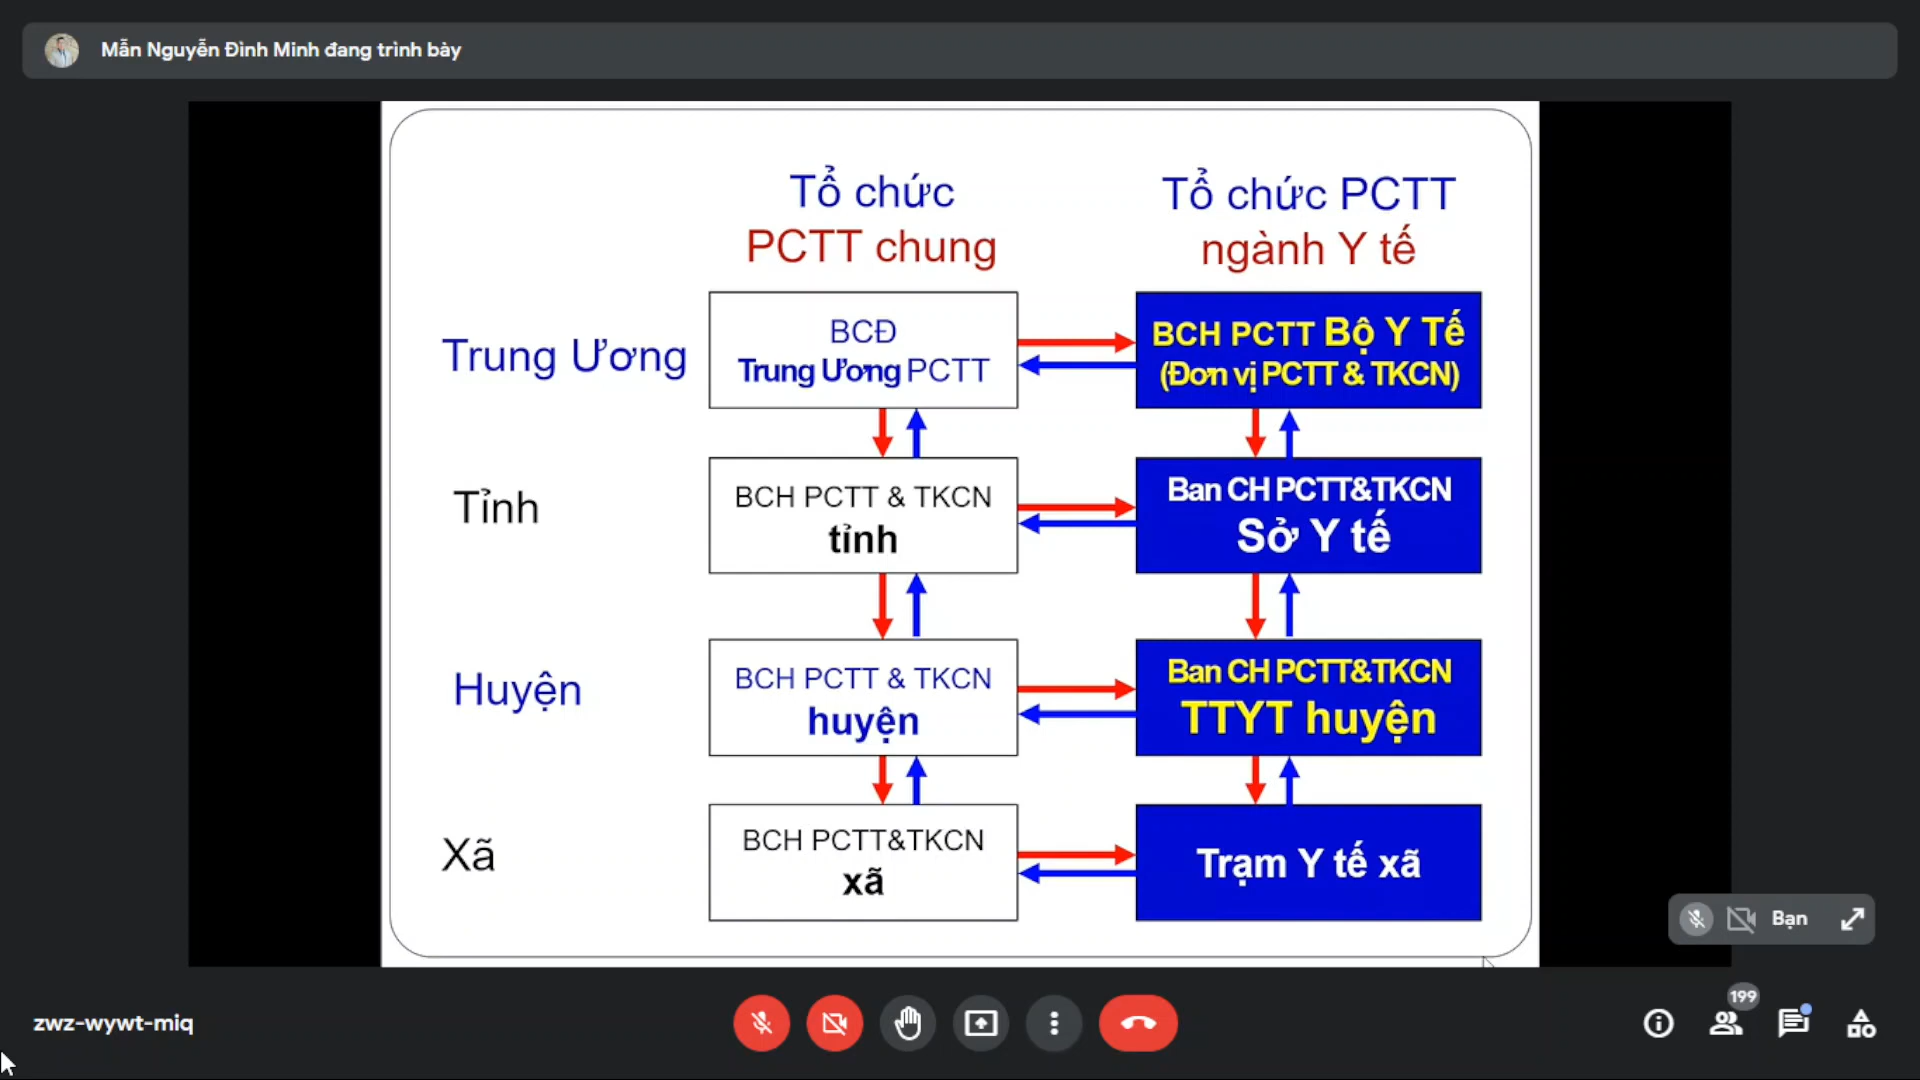 Mẫn Nguyễn Đình Minh đang trình bày
Tổ chức
PCTT chung
Tổ chức PCTT
ngành Y tế
Trung Ương
BCĐ
Trung Ương PCTT
BCH PCTT Bộ Y Tế
(Đơn vị PCTT & TKCN)
Tỉnh
BCH PCTT & TKCN
tỉnh
Ban CH PCTT&TKCN
Sở Y tế
Huyện
BCH PCTT & TKCN
huyện
Ban CH PCTT&TKCN
TTYT huyện
Xã
BCH PCTT&TKCN
xã
Trạm Y tế xã
Bạn
zwz-wywt-miq
199